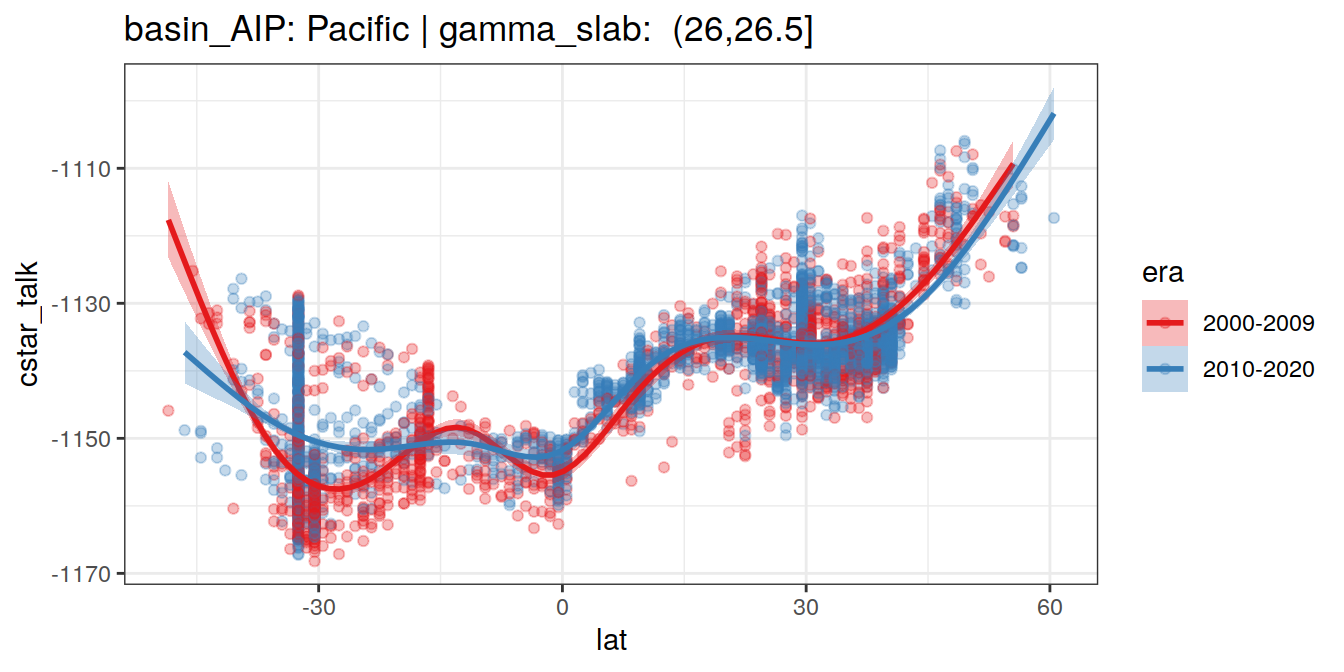 basin_AIP: Pacific | gamma_slab:  (26,26.5]
cstar_talk
-1110
-1130
-1150
-1170
-30
0
30
60
lat
era
2000-2009
2010-2020